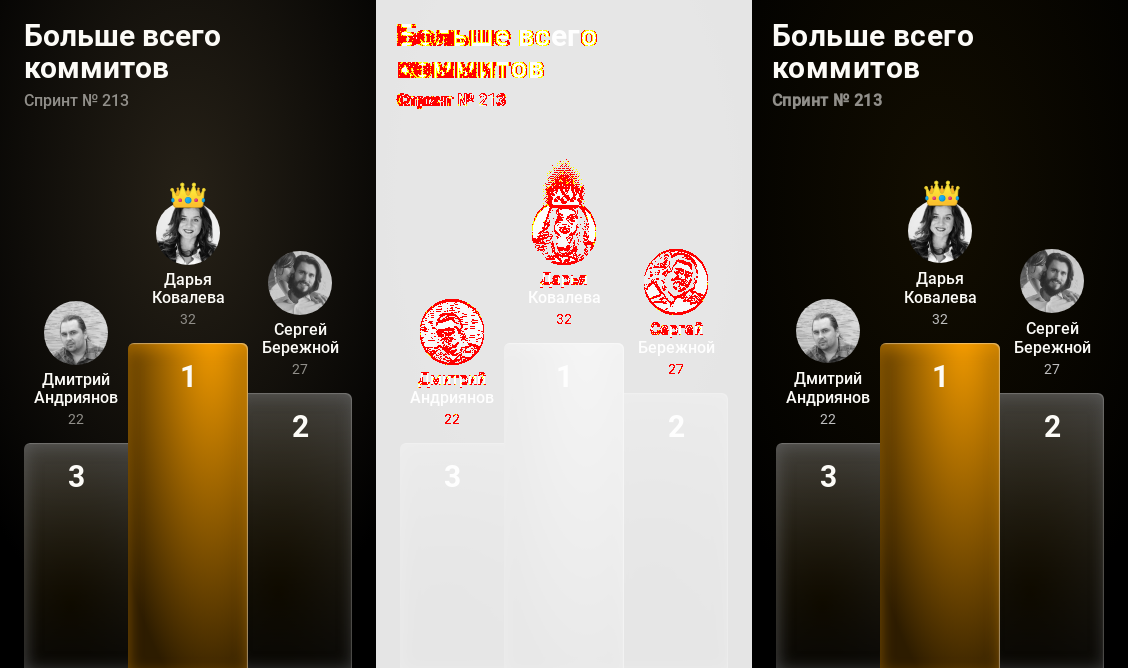 Больше всего
коммитов
Спринт № 213
Дарья
Ковалева
32
Сергей
Бережной
27
Дмитрий
Андриянов
22
1
2
3
Больше всего
коммитов
Спринт № 213
Дарья
Ковалева
32
Сергей
Бережной
27
Дмитрий
Андриянов
22
1
2
3
Больше всего
коммитов
Спринт № 213
Дарья
Ковалева
32
Сергей
Бережной
27
Дмитрий
Андриянов
22
1
2
3